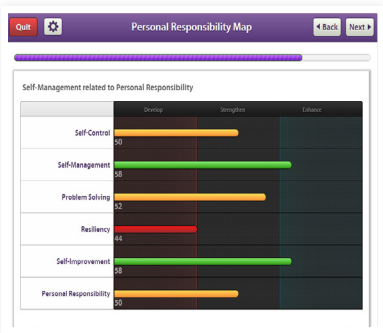 Quit
Personal Responsibility Map
Back
Next
Self-Management related to Personal Responsibility
Develop Strengthen Enhance
Self-Control
50
Self-Management
58
Problem Solving
52
Resiliency
44
Self-Improvement
58
Personal Responsibility
50